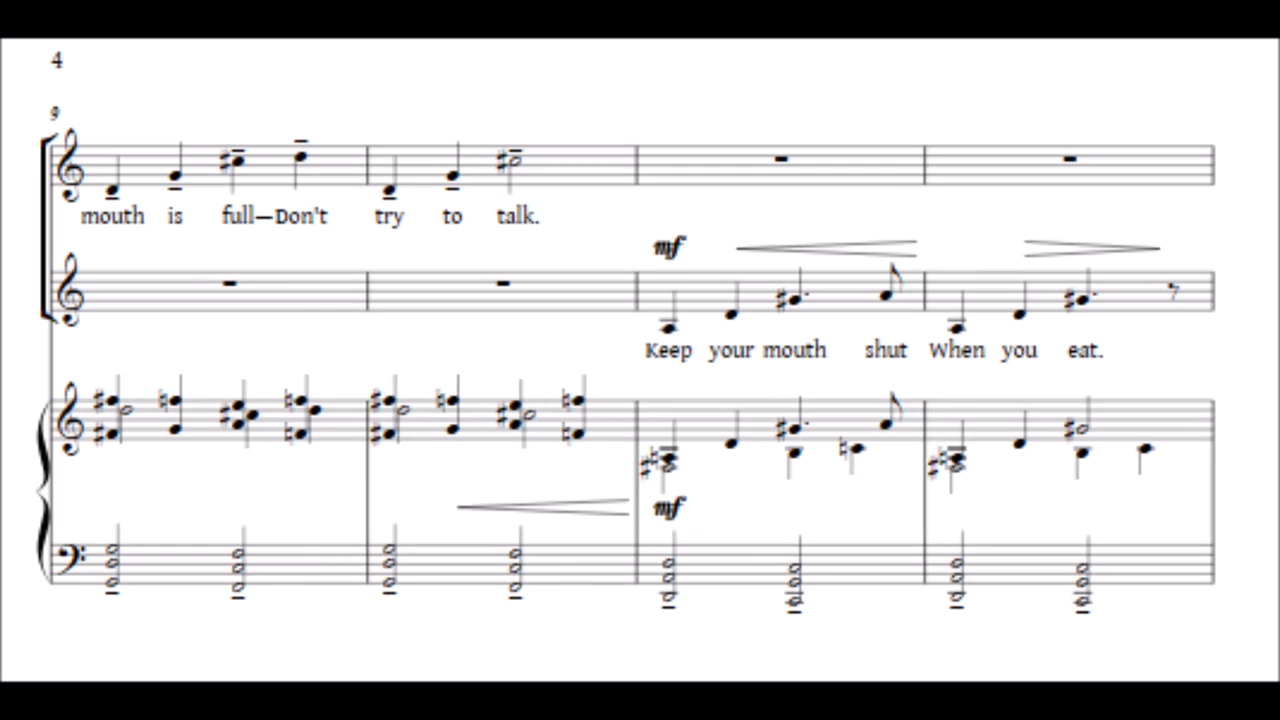 4
9
mouth is full—Don't try to talk.
mf
Keep your mouth shut When you eat.
mf